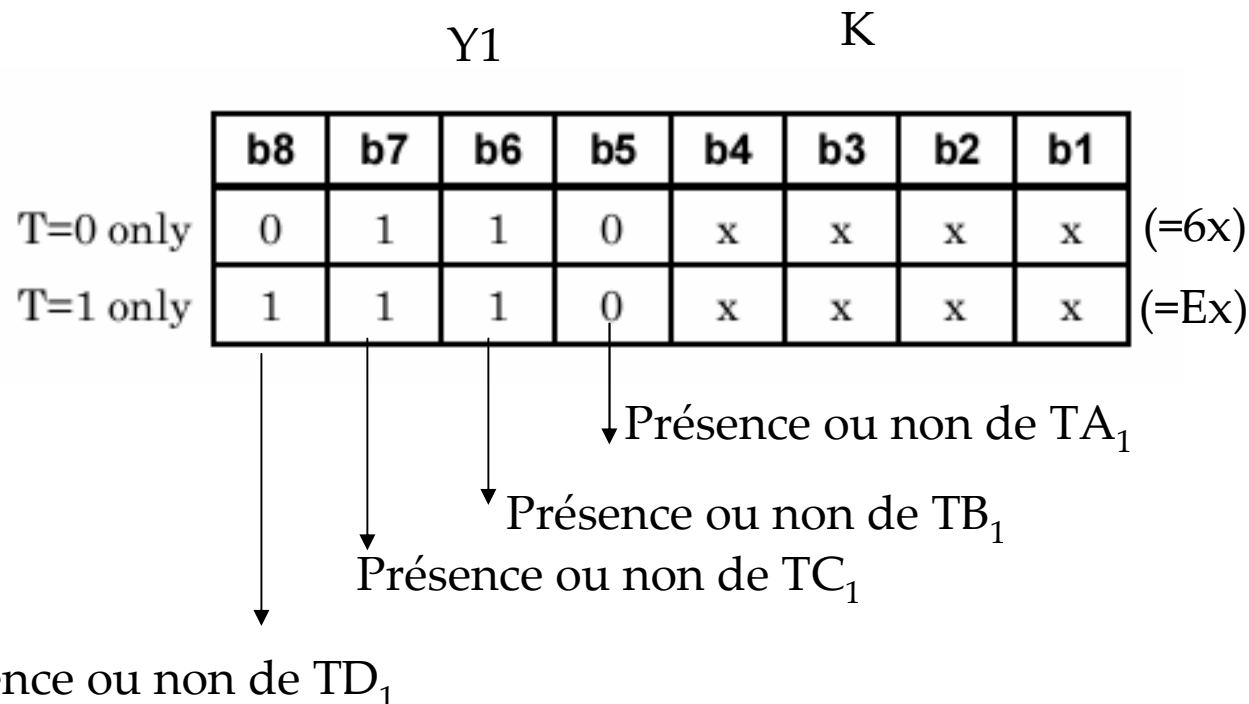 Y1 K
b8 b7 b6 b5 b4 b3 b2 b1
T=0 only 0 1 1 0 x x x x (=6x)
T=1 only 1 1 1 0 x x x x (=Ex)
Présence ou non de TA₁
Présence ou non de TB₁
Présence ou non de TC₁
ence ou non de TD₁